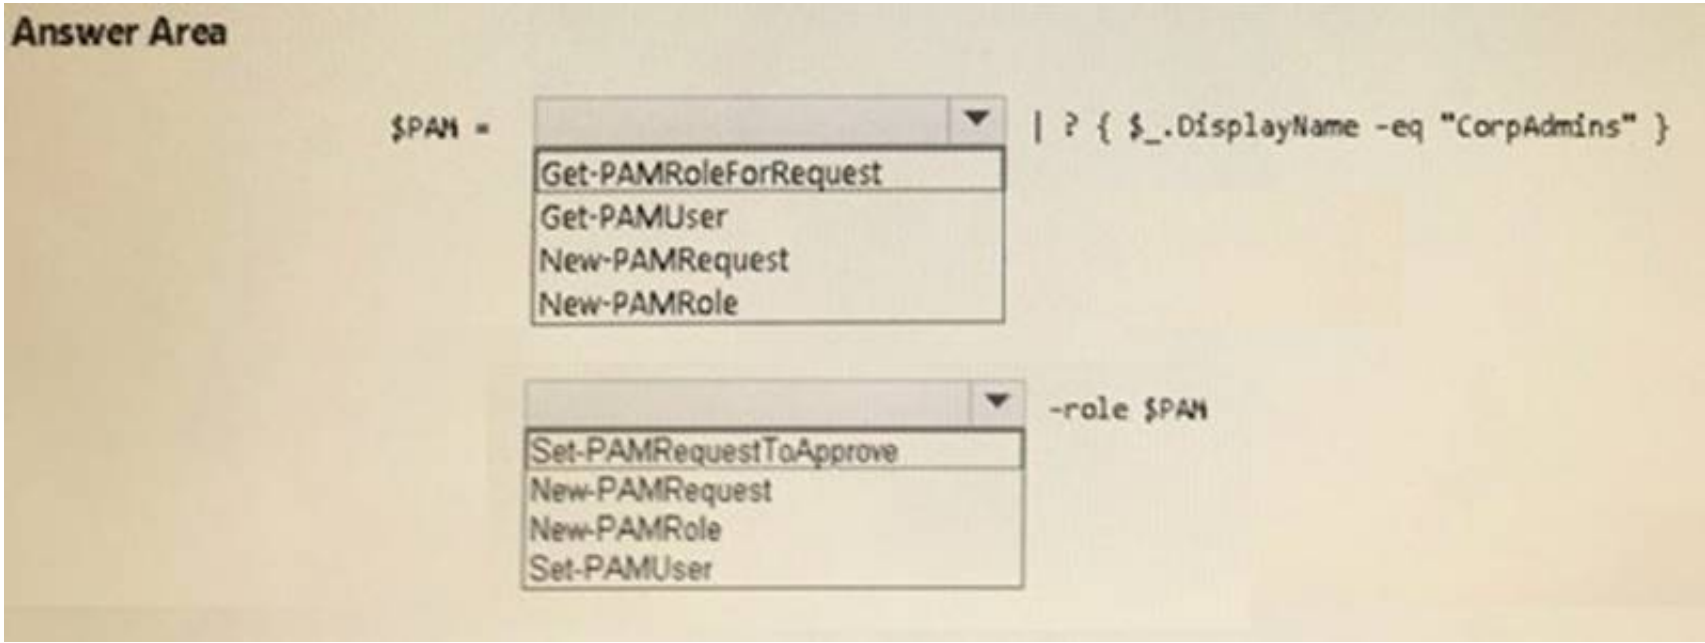 Answer Area
$PAM = | ? { $_.DisplayName -eq "CorpAdmins" }
Get-PAMRoleForRequest
Get-PAMUser
New-PAMRequest
New-PAMRole
-role $PAM
Set-PAMRequestToApprove
New-PAMRequest
New-PAMRole
Set-PAMUser